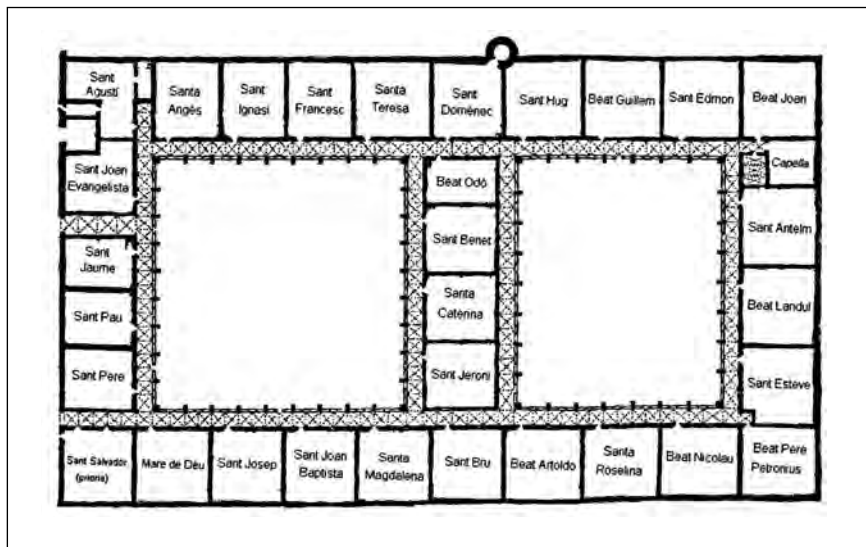 Sant
Agustí
Santa
Angès
Sant
Ignasi
Sant
Francesc
Santa
Teresa
Sant
Domènec
Sant Hug
Beat Guillem
Sant Edmon
Beat Joan
Sant Joan
Evangelista
Beat Odó
Capella
Sant
Jaume
Sant Benet
Sant Antelm
Sant Pau
Santa
Caterina
Beat Landul
Sant Pere
Sant Jeroni
Sant Esteve
Sant Salvador
(prioria)
Mare de Déu
Sant Josep
Sant Joan
Baptista
Santa
Magdalena
Sant Bru
Beat Artoldo
Santa
Roselina
Beat Nicolau
Beat Pere
Petronius